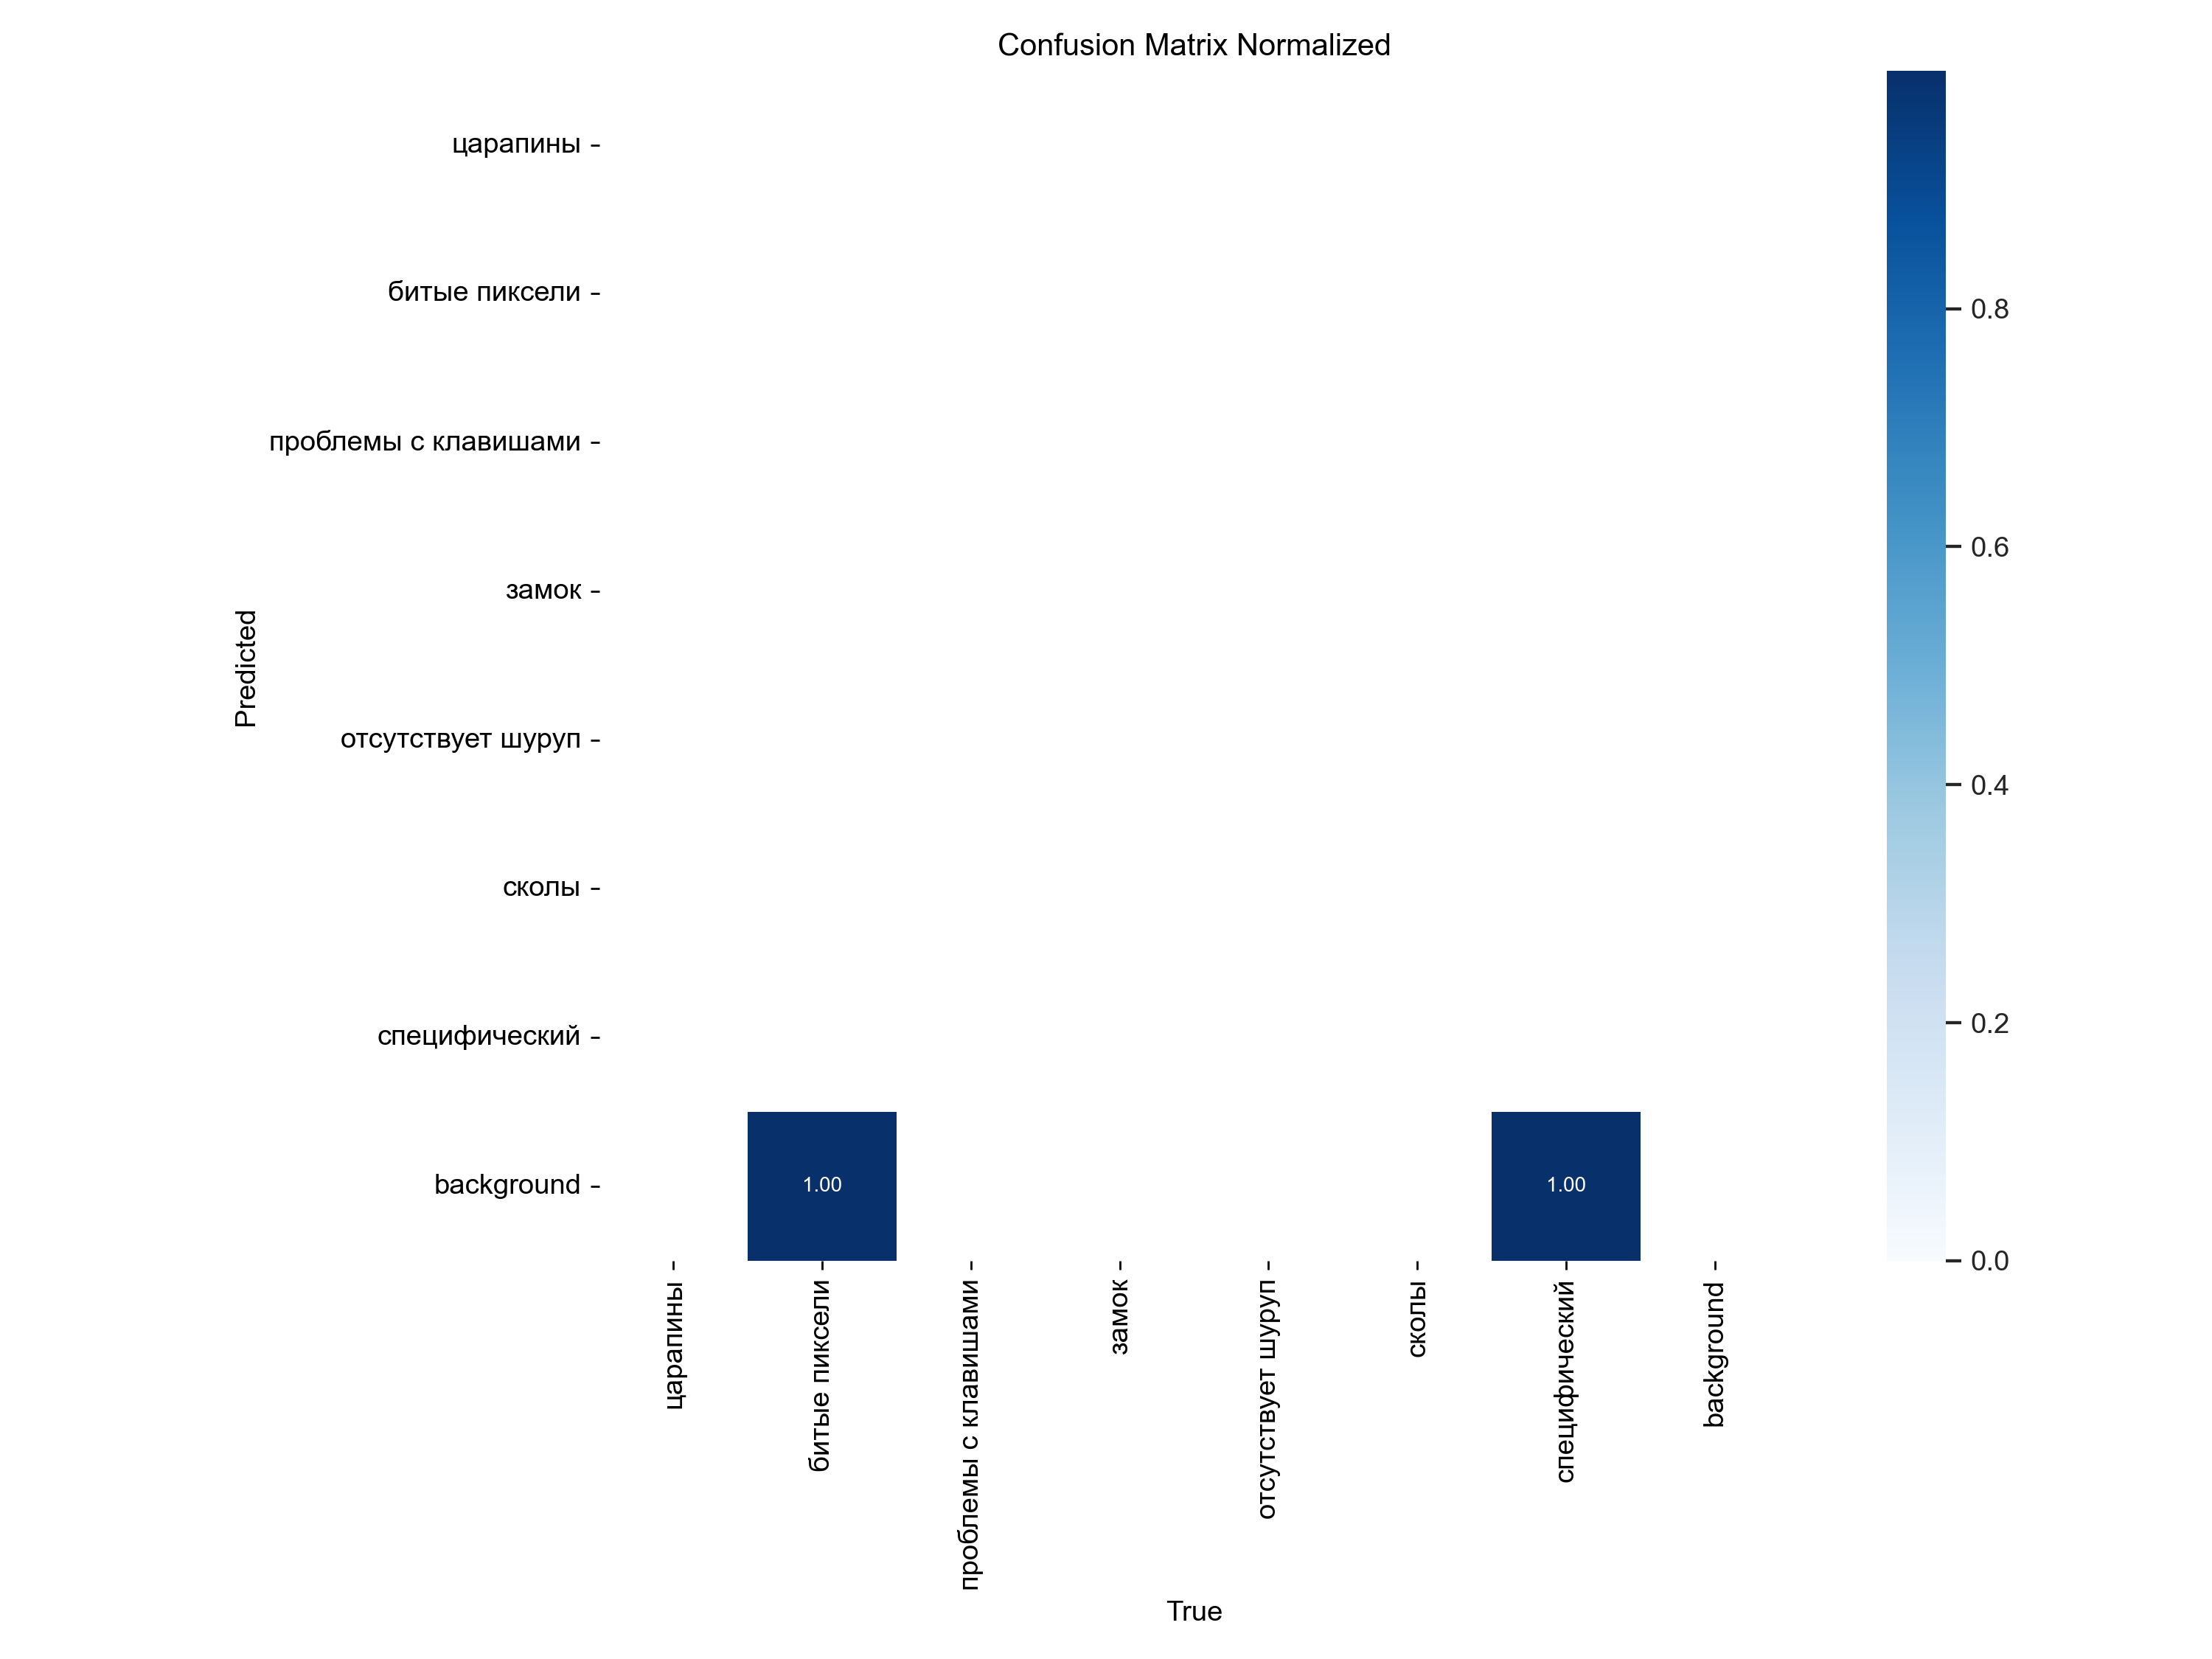 Confusion Matrix Normalized
Predicted
царапины
битые пиксели
проблемы с клавишами
замок
отсутствует шуруп
сколы
специфический
background
1.00
1.00
0.8
0.6
0.4
0.2
0.0
царапины
битые пиксели
проблемы с клавишами
замок
отсутствует шуруп
сколы
специфический
background
True